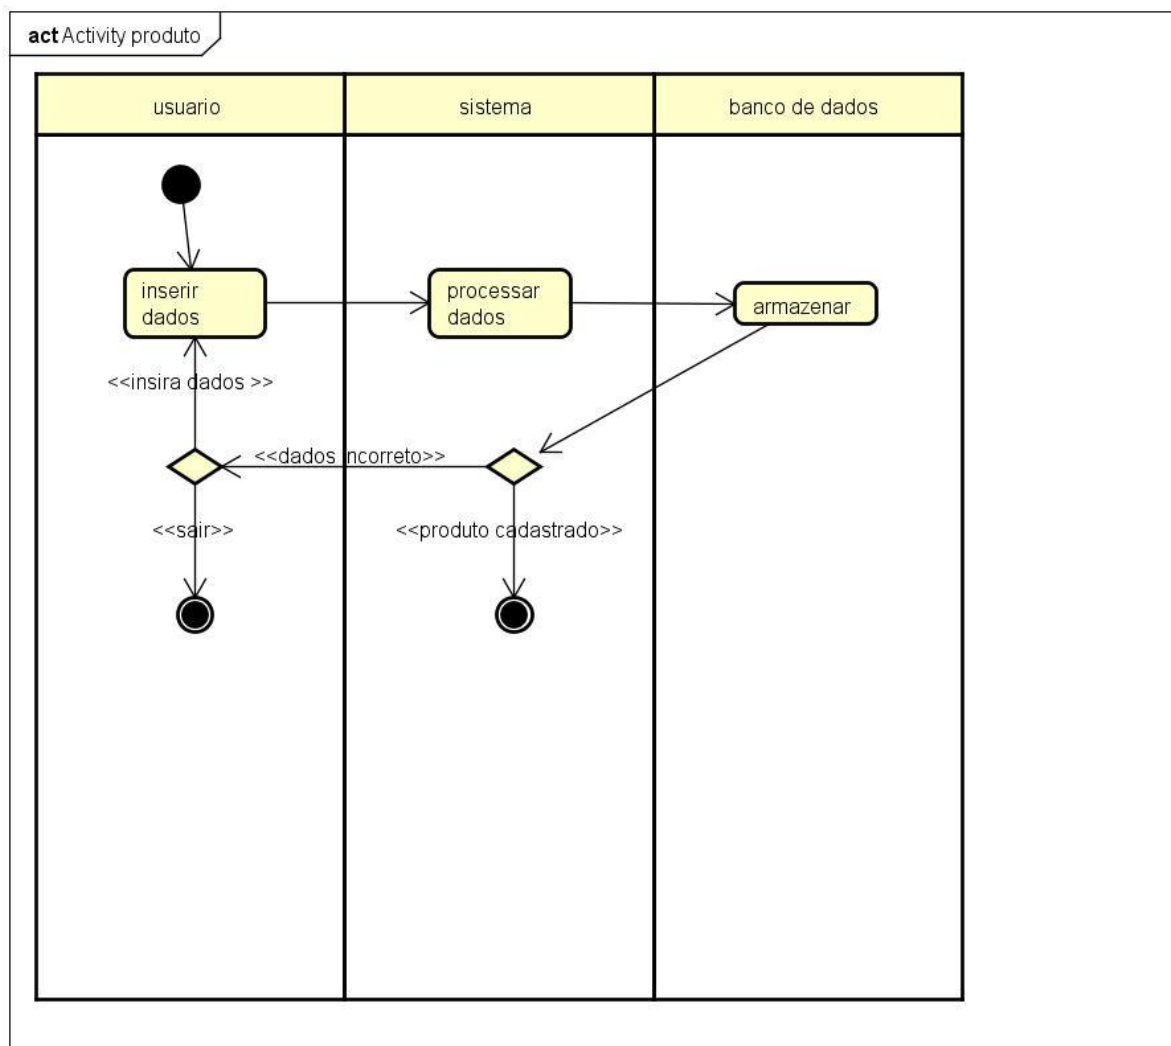 act Activity produto
usuario
sistema
banco de dados
inserir
dados
processar
dados
armazenar
<<insira dados >>
<<dados incorreto>>
<<sair>>
<<produto cadastrado>>